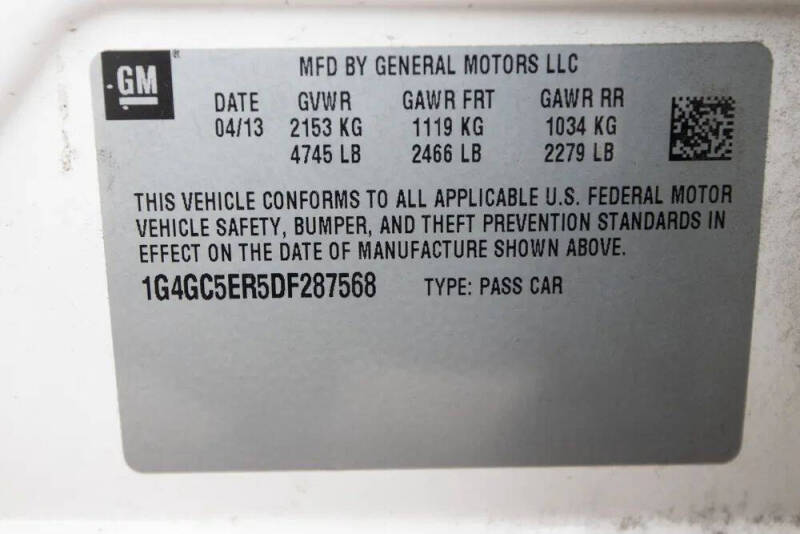 GM
MFD BY GENERAL MOTORS LLC
DATE GVWR GAWR FRT GAWR RR
04/13 2153 KG 1119 KG 1034 KG
4745 LB 2466 LB 2279 LB
THIS VEHICLE CONFORMS TO ALL APPLICABLE U.S. FEDERAL MOTOR
VEHICLE SAFETY, BUMPER, AND THEFT PREVENTION STANDARDS IN
EFFECT ON THE DATE OF MANUFACTURE SHOWN ABOVE.
1G4GC5ER5DF287568 TYPE: PASS CAR